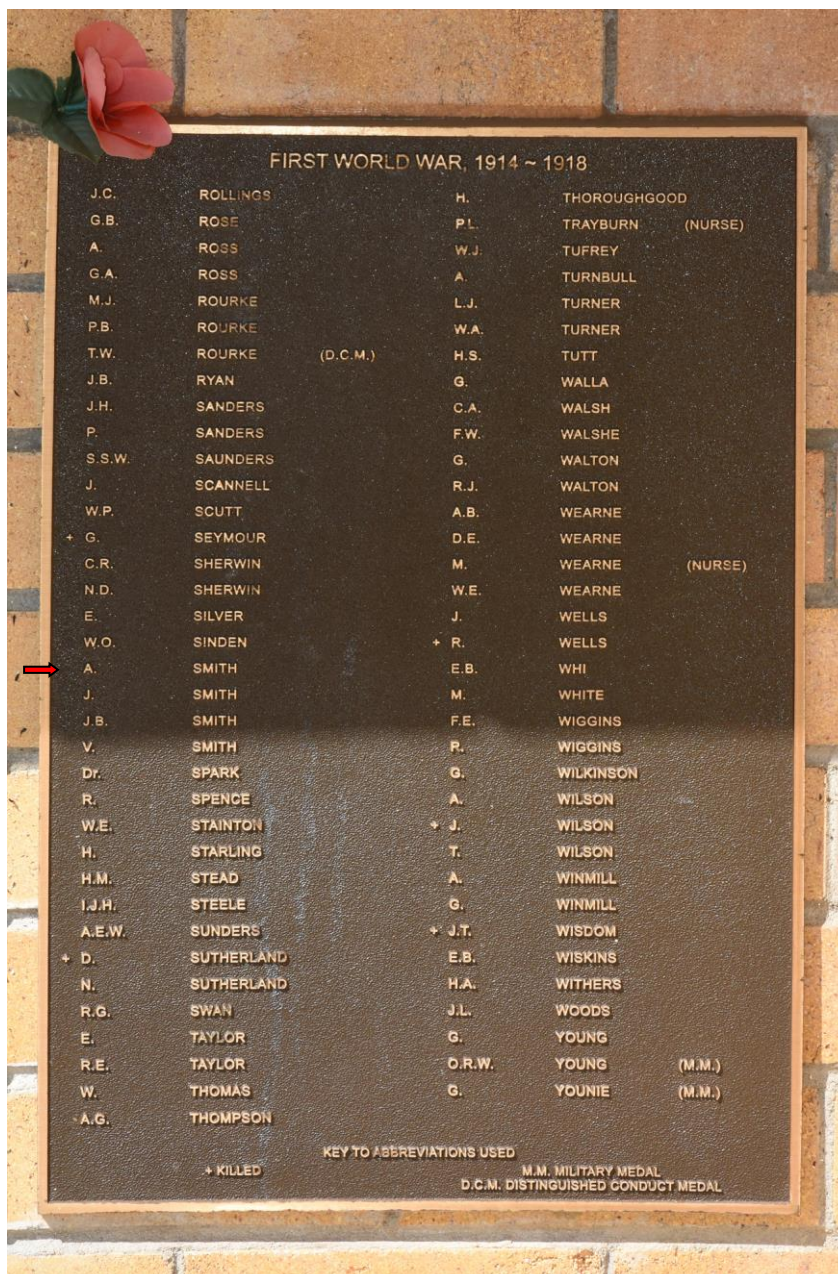 FIRST WORLD WAR, 1914 ~ 1918
J.C. ROLLINGS
G.B. ROSE
A. ROSS
G.A. ROSS
M.J. ROURKE
P.B. ROURKE
T.W. ROURKE (D.C.M.)
J.B. RYAN
J.H. SANDERS
P. SANDERS
S.S.W. SAUNDERS
J. SCANNELL
W.P. SCUTT
+ G. SEYMOUR
C.R. SHERWIN
N.D. SHERWIN
E. SILVER
W.O. SINDEN
A. SMITH
J. SMITH
J.B. SMITH
V. SMITH
Dr. SPARK
R. SPENCE
W.E. STAINTON
H. STARLING
H.M. STEAD
I.J.H. STEELE
A.E.W. SUNDERS
+ D. SUTHERLAND
N. SUTHERLAND
R.G. SWAN
E. TAYLOR
R.E. TAYLOR
W. THOMAS
A.G. THOMPSON
H. THOROUGHGOOD
P.L. TRAYBURN (NURSE)
W.J. TUFREY
A. TURNBULL
L.J. TURNER
W.A. TURNER
H.S. TUTT
G. WALLA
C.A. WALSH
F.W. WALSHE
G. WALTON
R.J. WALTON
A.B. WEARNE
D.E. WEARNE
M. WEARNE (NURSE)
W.E. WEARNE
J. WELLS
+ R. WELLS
E.B. WHI
M. WHITE
F.E. WIGGINS
R. WIGGINS
G. WILKINSON
A. WILSON
+ J. WILSON
T. WILSON
A. WINMILL
G. WINMILL
+ J.T. WISDOM
E.B. WISKINS
H.A. WITHERS
J.L. WOODS
G. YOUNG
O.R.W. YOUNG (M.M.)
G. YOUNIE (M.M.)
KEY TO ABBREVIATIONS USED
+ KILLED
M.M. MILITARY MEDAL
D.C.M. DISTINGUISHED CONDUCT MEDAL